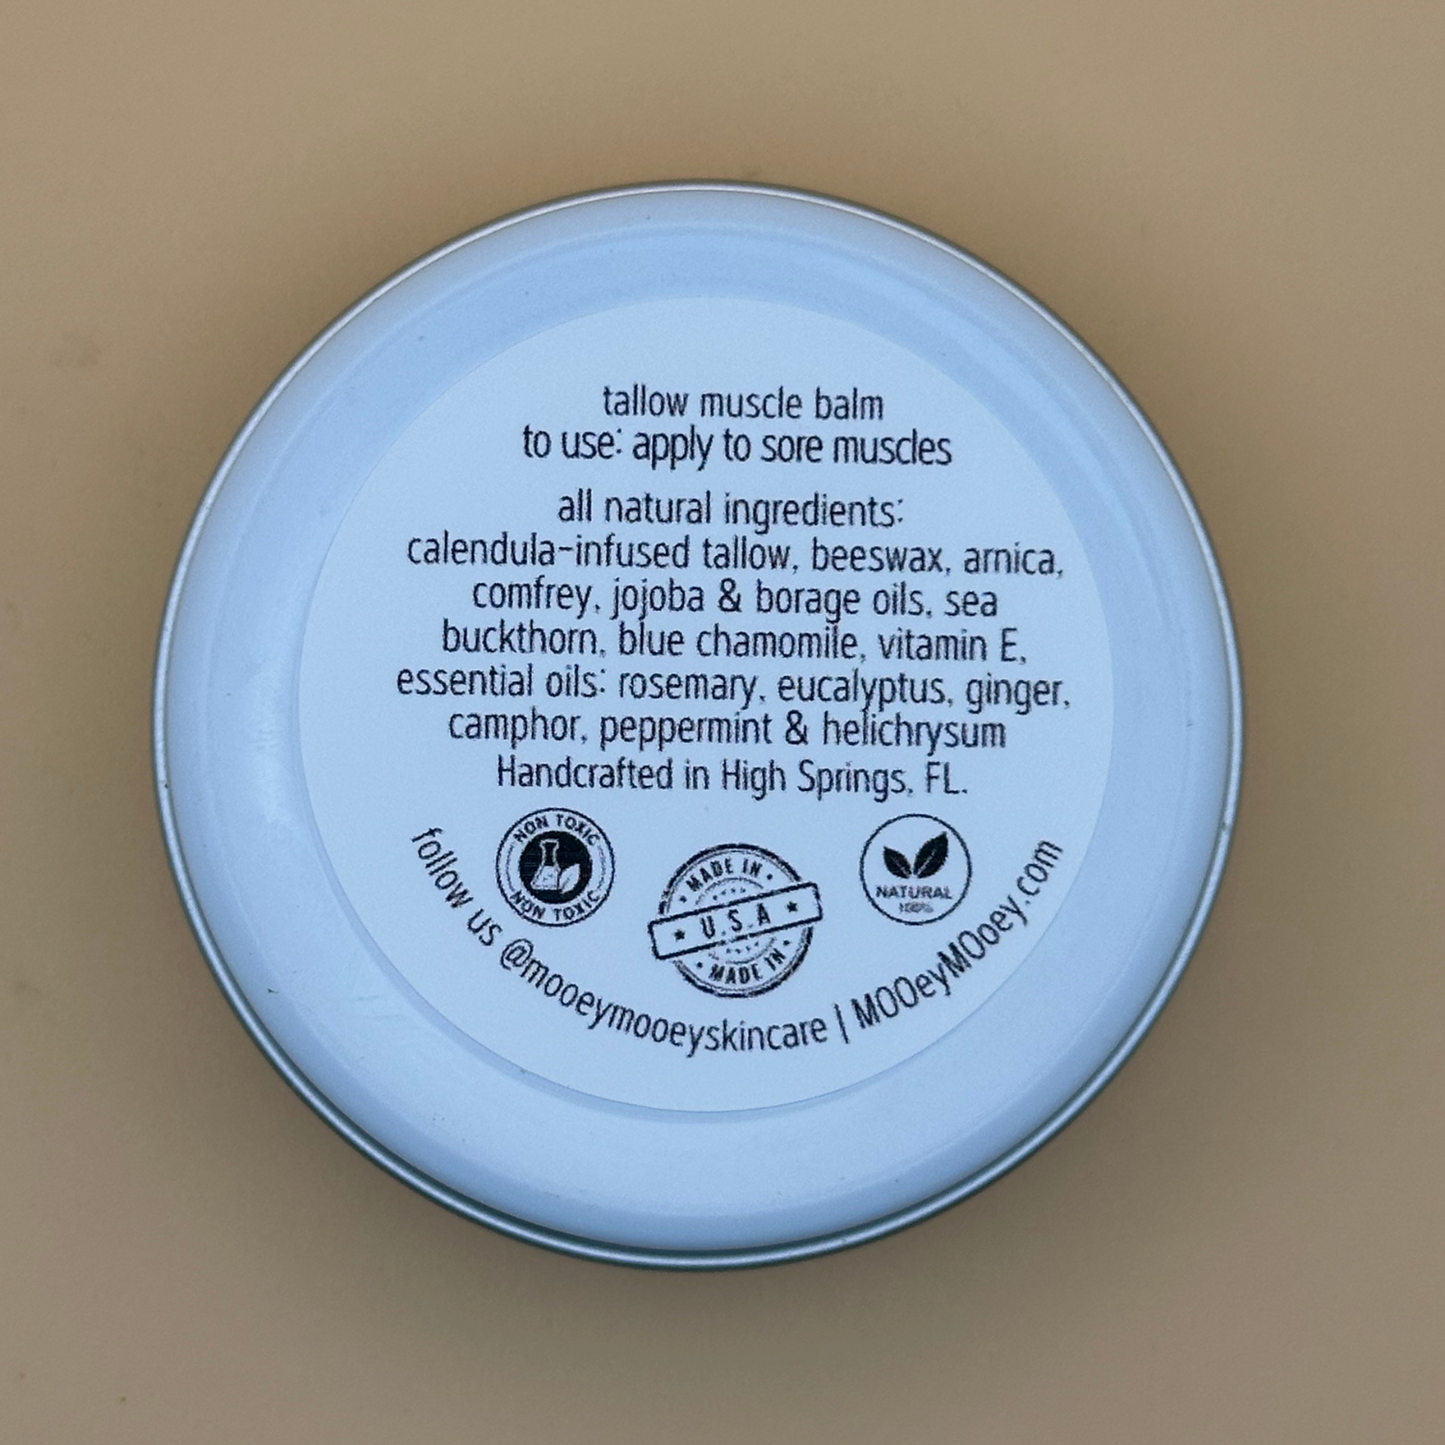 tallow muscle balm
to use: apply to sore muscles
all natural ingredients:
calendula-infused tallow, beeswax, arnica,
comfrey, jojoba & borage oils, sea
buckthorn, blue chamomile, vitamin E,
essential oils: rosemary, eucalyptus, ginger,
camphor, peppermint & helichrysum
Handcrafted in High Springs, FL.
NON TOXIC
NON TOXIC
MADE IN
U.S.A
MADE IN
NATURAL
100%
follow us @mooeymooeyskincare | MOOeyMOOey.com